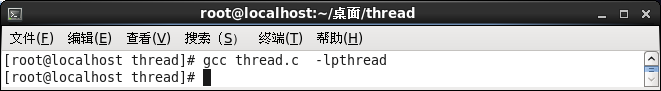 root@localhost:~/桌面/thread
文件(F) 编辑(E) 查看(V) 搜索（S） 终端(T) 帮助(H)
[root@localhost thread]# gcc thread.c  -lpthread
[root@localhost thread]#